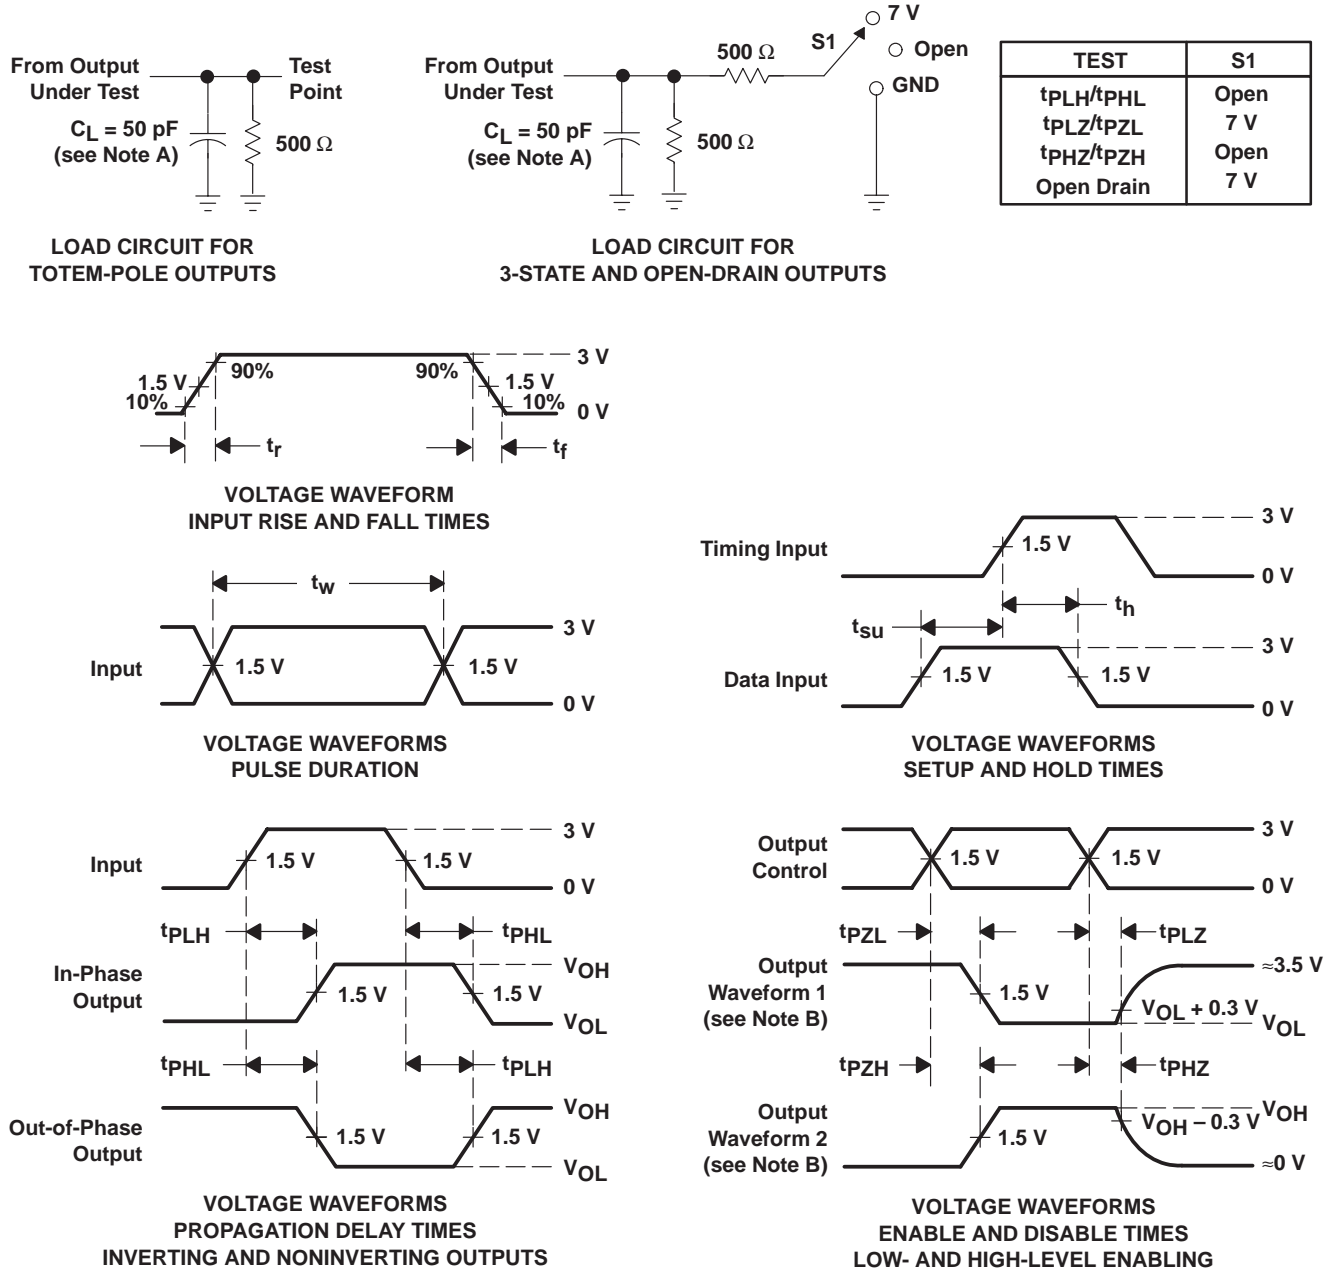 From Output
Under Test
Test
Point
CL = 50 pF
(see Note A)
500 Ω
LOAD CIRCUIT FOR
TOTEM-POLE OUTPUTS
From Output
Under Test
CL = 50 pF
(see Note A)
500 Ω
500 Ω
S1
7 V
Open
GND
LOAD CIRCUIT FOR
3-STATE AND OPEN-DRAIN OUTPUTS
TEST S1
tPLH/tPHL Open
tPLZ/tPZL 7 V
tPHZ/tPZH Open
Open Drain 7 V
3 V
90% 90%
1.5 V 1.5 V
10% 10%
0 V
tr tf
VOLTAGE WAVEFORM
INPUT RISE AND FALL TIMES
tw
3 V
Input 1.5 V 1.5 V
0 V
VOLTAGE WAVEFORMS
PULSE DURATION
3 V
Timing Input 1.5 V
0 V
th
tsu
3 V
Data Input 1.5 V 1.5 V
0 V
VOLTAGE WAVEFORMS
SETUP AND HOLD TIMES
3 V
Input 1.5 V 1.5 V
0 V
tPLH tPHL
In-Phase
Output
VOH
1.5 V 1.5 V
VOL
tPHL tPLH
Out-of-Phase
Output
VOH
1.5 V 1.5 V
VOL
VOLTAGE WAVEFORMS
PROPAGATION DELAY TIMES
INVERTING AND NONINVERTING OUTPUTS
Output
Control
3 V
1.5 V 1.5 V
0 V
tPZL tPLZ
Output
Waveform 1
(see Note B)
≈3.5 V
1.5 V
VOL + 0.3 V
VOL
tPZH tPHZ
Output
Waveform 2
(see Note B)
VOH
VOH − 0.3 V
1.5 V
≈0 V
VOLTAGE WAVEFORMS
ENABLE AND DISABLE TIMES
LOW- AND HIGH-LEVEL ENABLING